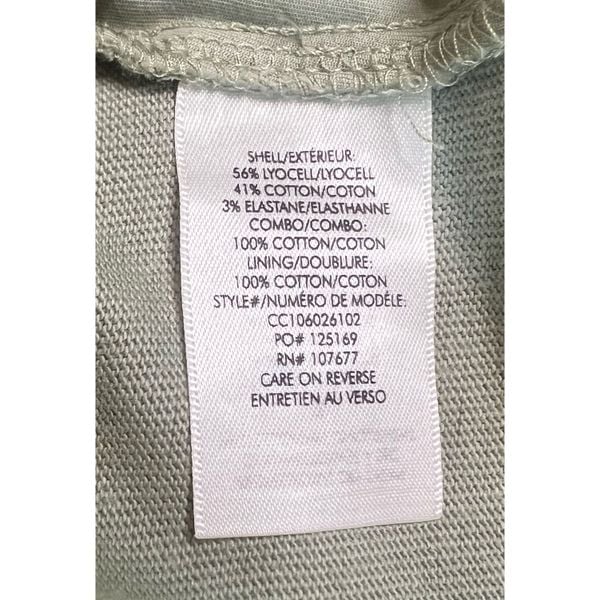 SHELL/EXTÉRIEUR:
56% LYOCELL/LYOCELL
41% COTTON/COTON
3% ELASTANE/ELASTHANNE
COMBO/COMBO:
100% COTTON/COTON
LINING/DOUBLURE:
100% COTTON/COTON
STYLE#/NUMÉRO DE MODÉLE:
CC106026102
PO# 125169
RN# 107677
CARE ON REVERSE
ENTRETIEN AU VERSO